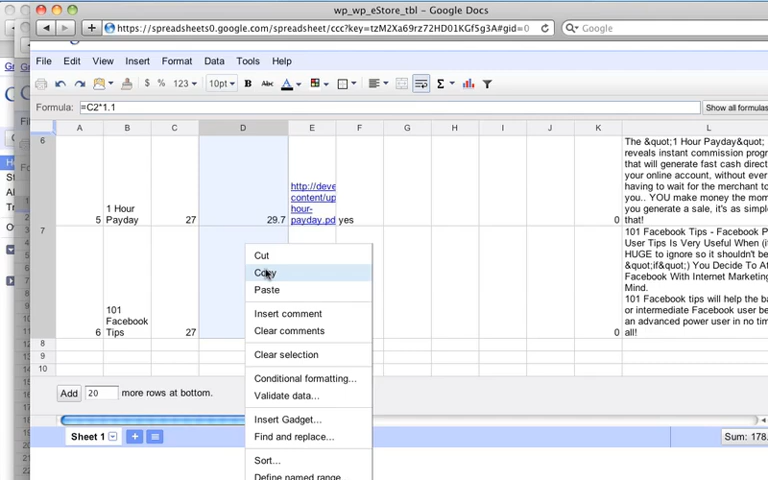 wp_wp_eStore_tbl – Google Docs
https://spreadsheets0.google.com/spreadsheet/ccc?key=tzM2Xa69rz72HD01KGf5g3A#gid=0
Google
File Edit View Insert Format Data Tools Help
$ % 123 10pt B Abc A Σ
Formula: =C2*1.1 Show all formulas
A B C D E F G H I J K L
6 5 1 Hour Payday 27 29.7 yes 0
http://deve
content/up
hour-
payday.pd
The &quot;1 Hour Payday&quot;
reveals instant commission progr
that will generate fast cash direct
your online account, without ever
having to wait for the merchant to
you.. YOU make money the mom
you generate a sale, it's as simple
that!
7 6 101 Facebook Tips 27 0
101 Facebook Tips - Facebook P
User Tips Is Very Useful When (if
HUGE to ignore so it shouldn't be
&quot;if&quot;) You Decide To At
Facebook With Internet Marketing
Mind.
101 Facebook tips will help the ba
or intermediate Facebook user be
an advanced power user in no tim
all!
8
9
10
Cut
Copy
Paste
Insert comment
Clear comments
Clear selection
Conditional formatting...
Validate data...
Insert Gadget...
Find and replace...
Sort...
Define named range
Add 20 more rows at bottom.
Sheet 1
Sum: 178.